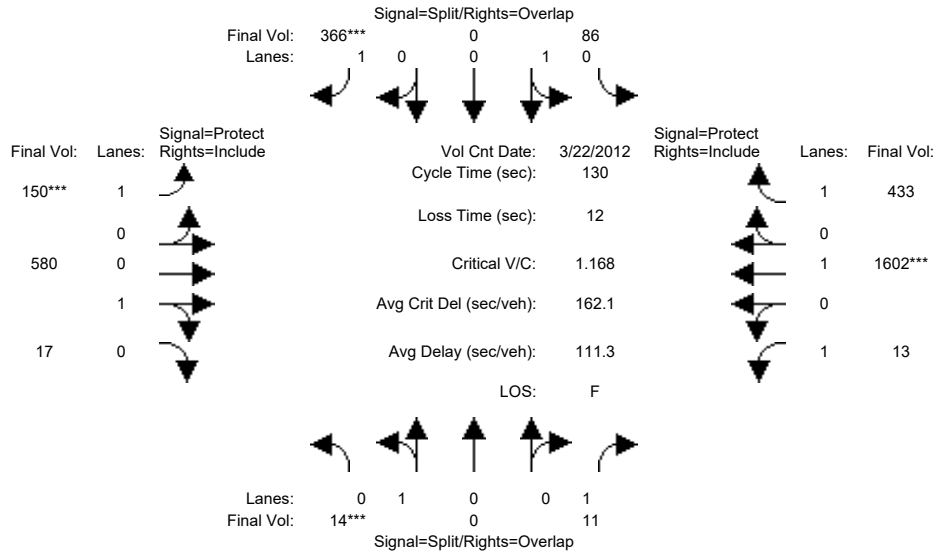 Signal=Split/Rights=Overlap
Final Vol: 366*** 0 86
Lanes: 1 0 0 1 0
Signal=Protect
Final Vol: Lanes: Rights=Include
Vol Cnt Date: 3/22/2012
Signal=Protect
Rights=Include Lanes: Final Vol:
Cycle Time (sec): 130
150*** 1
1 433
Loss Time (sec): 12
0
0
580 0
Critical V/C: 1.168
1 1602***
1
Avg Crit Del (sec/veh): 162.1
0
17 0
Avg Delay (sec/veh): 111.3
1 13
LOS: F
Lanes: 0 1 0 0 1
Final Vol: 14*** 0 11
Signal=Split/Rights=Overlap